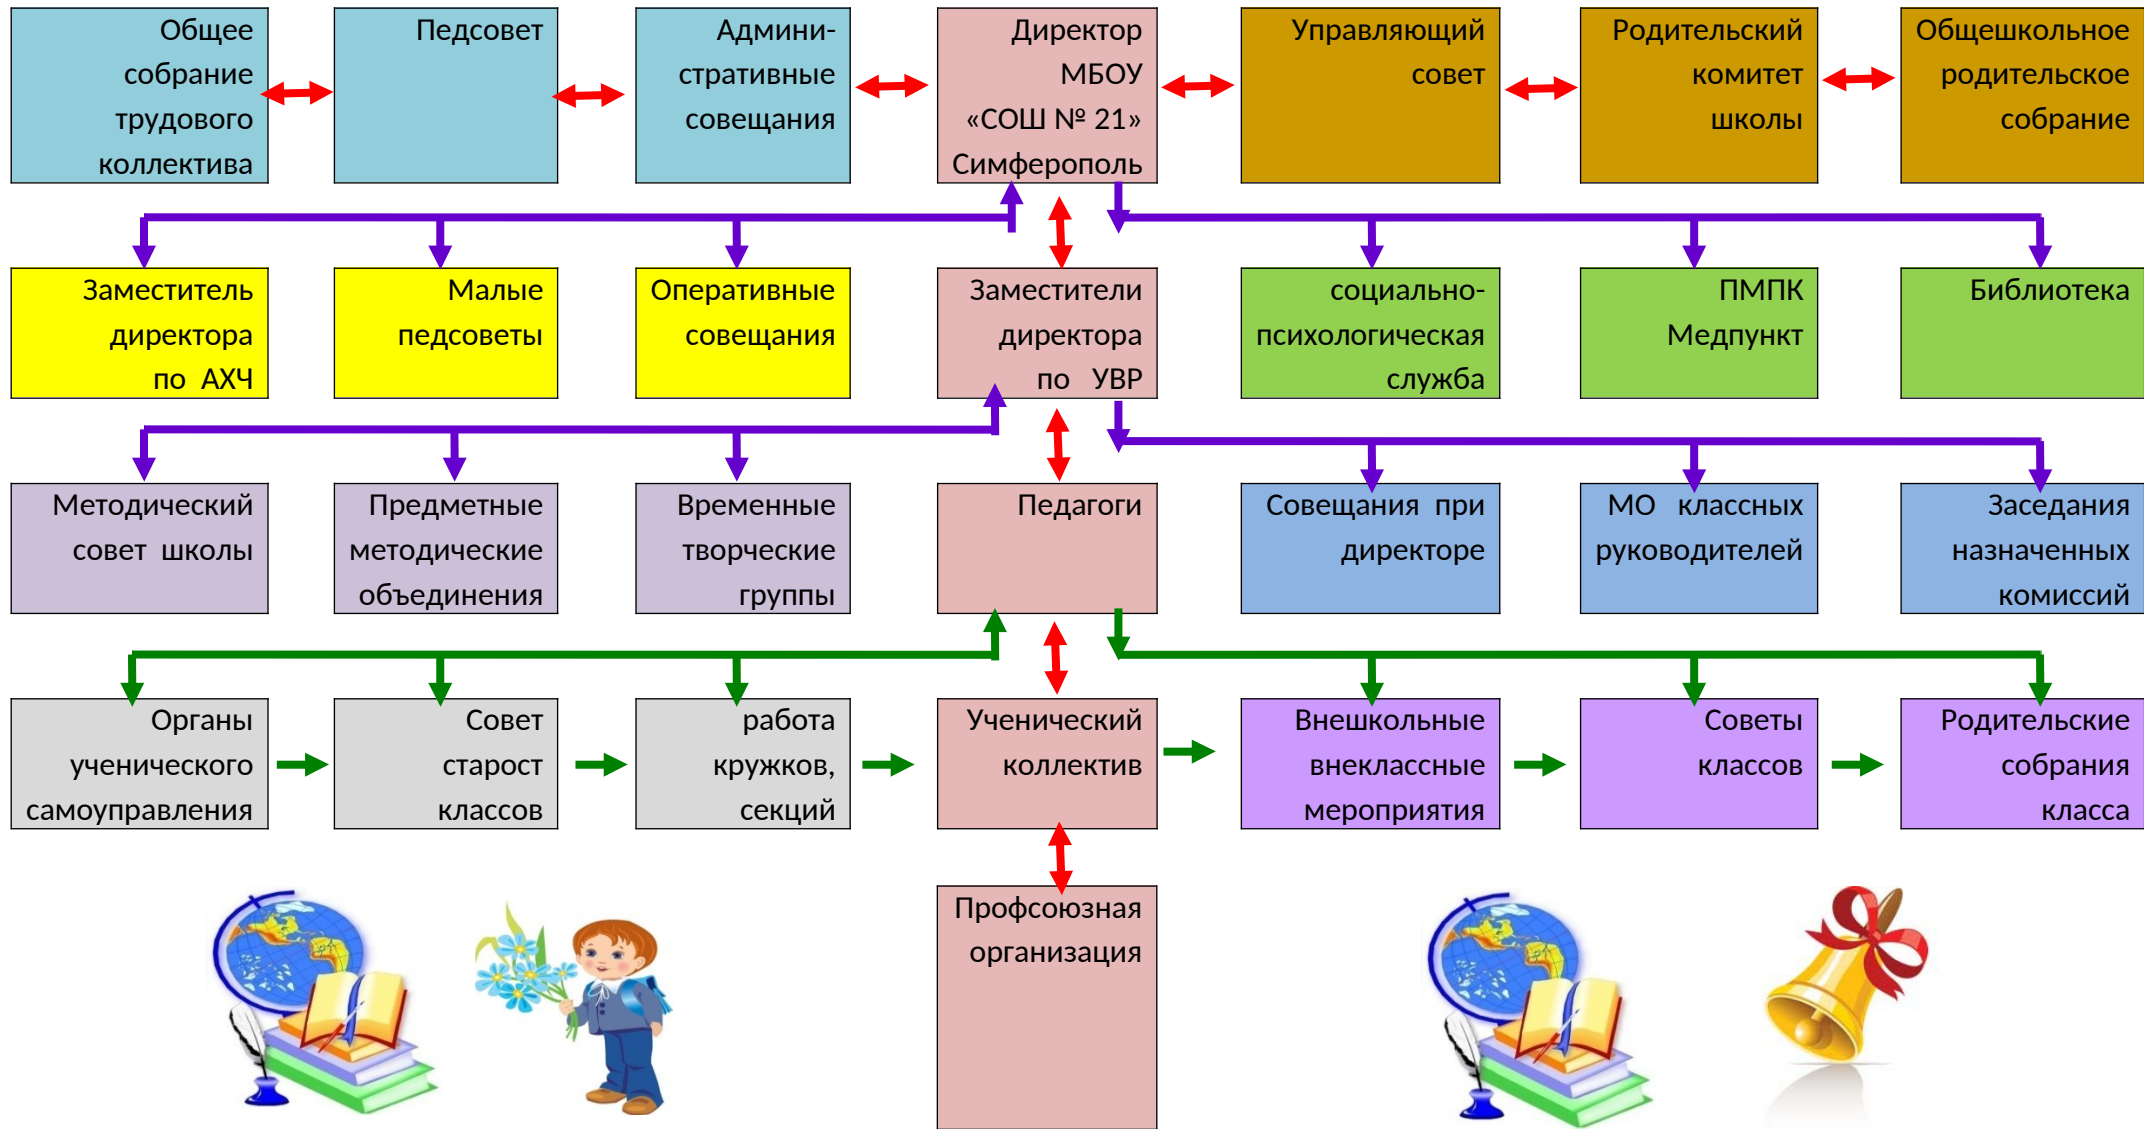 Общее
собрание
трудового
коллектива
Педсовет
Админи-
стративные
совещания
Директор
МБОУ
«СОШ № 21»
Симферополь
Управляющий
совет
Родительский
комитет
школы
Общешкольное
родительское
собрание
Заместитель
директора
по АХЧ
Малые
педсоветы
Оперативные
совещания
Заместители
директора
по УВР
социально-
психологическая
служба
ПМПК
Медпункт
Библиотека
Методический
совет школы
Предметные
методические
объединения
Временные
творческие
группы
Педагоги
Совещания при
директоре
МО классных
руководителей
Заседания
назначенных
комиссий
Органы
ученического
самоуправления
Совет
старост
классов
работа
кружков,
секций
Ученический
коллектив
Внешкольные
внеклассные
мероприятия
Советы
классов
Родительские
собрания
класса
Профсоюзная
организация